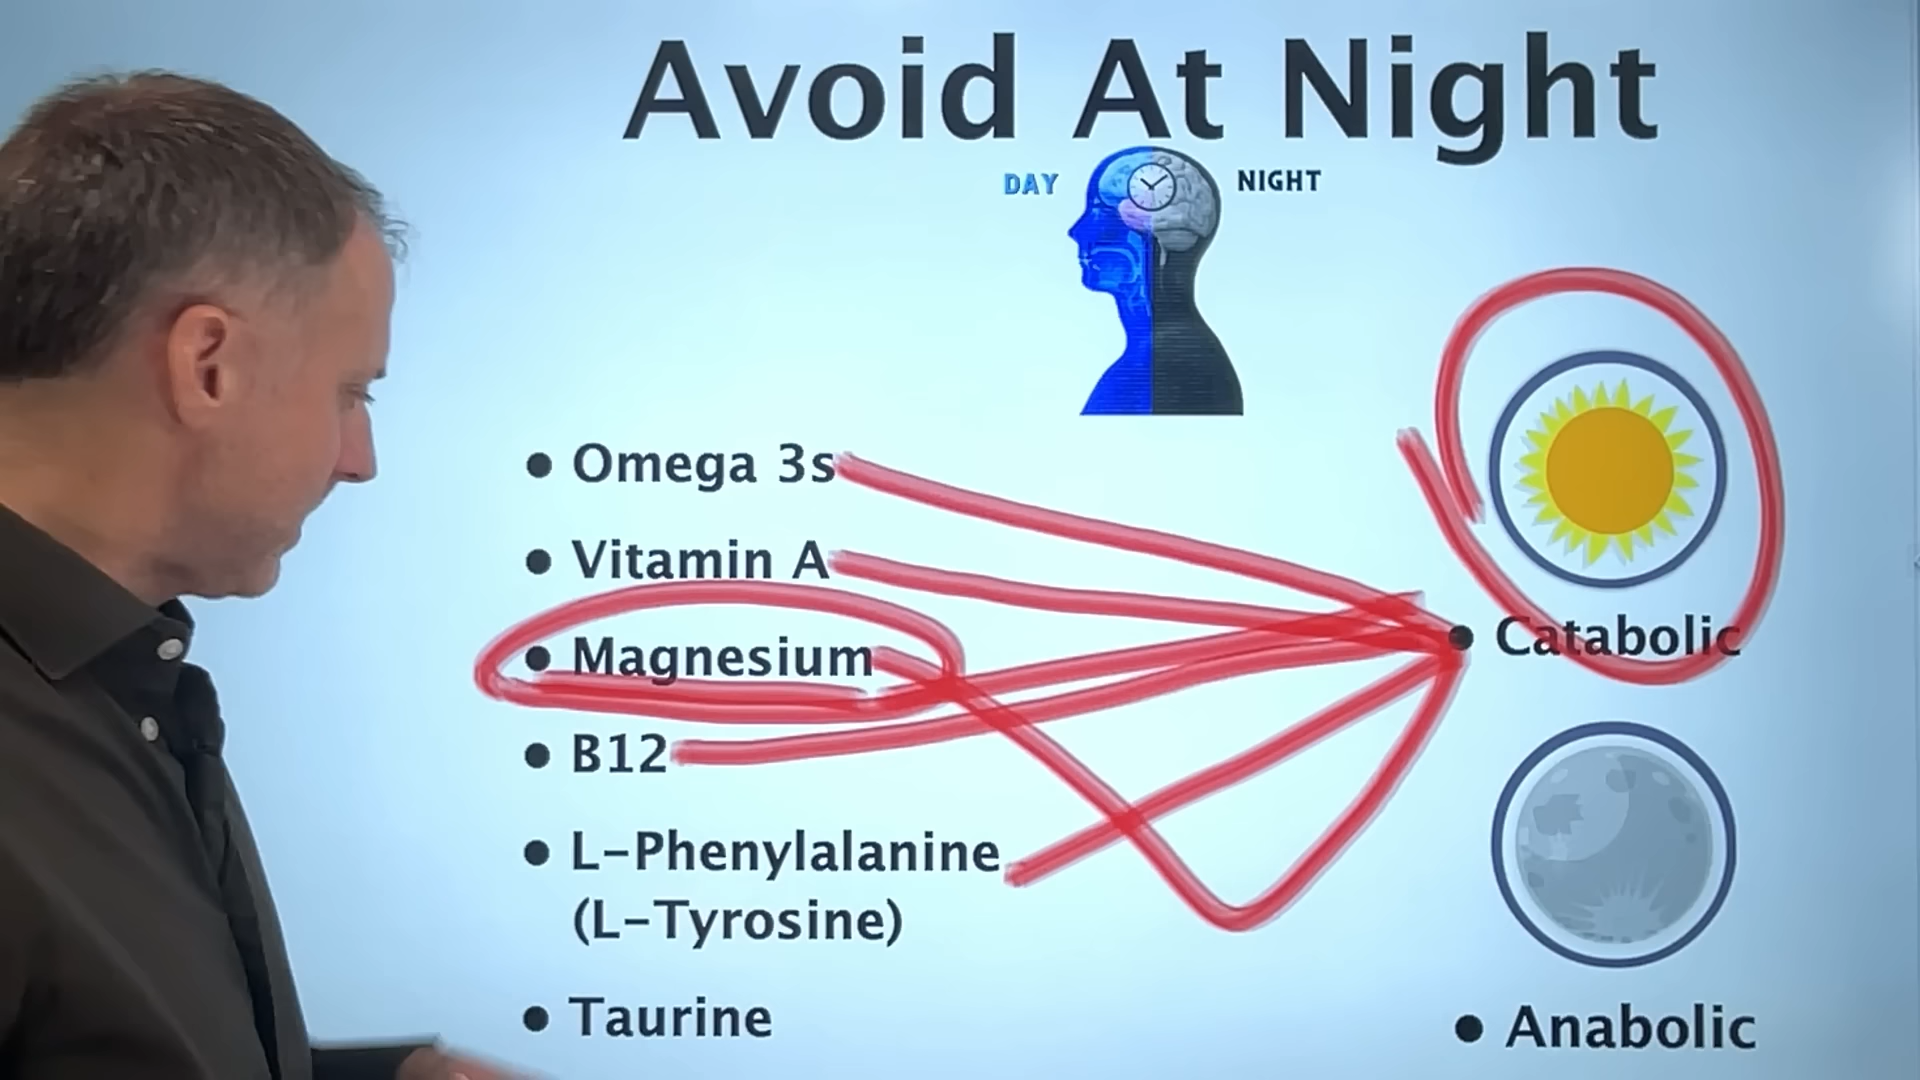 Avoid At Night
DAY
NIGHT
• Omega 3s
• Vitamin A
• Magnesium
• B12
• L-Phenylalanine
(L-Tyrosine)
• Taurine
• Catabolic
• Anabolic